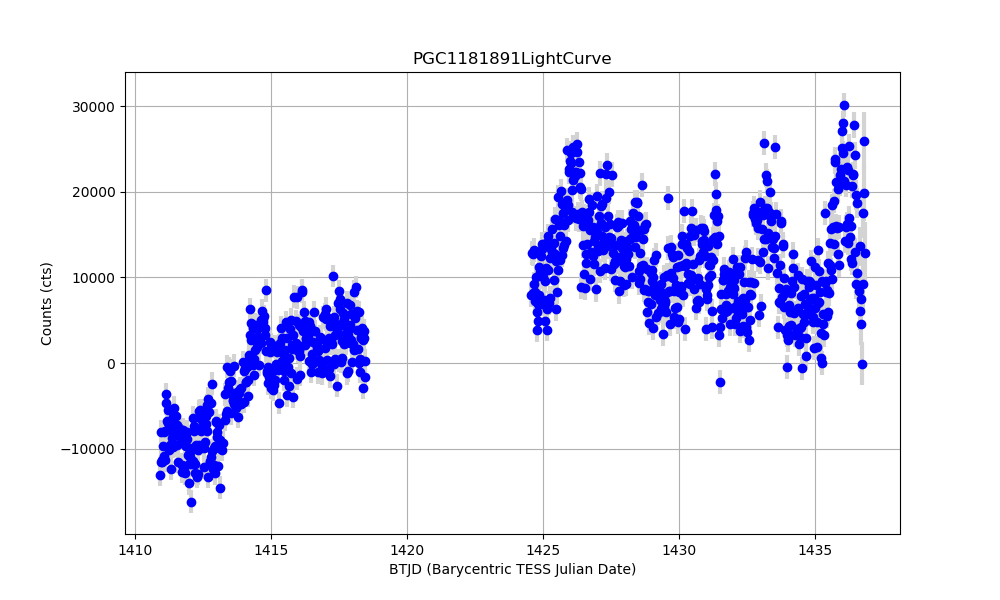 PGC1181891LightCurve
30000
20000
10000
0
−10000
Counts (cts)
1410 1415 1420 1425 1430 1435
BTJD (Barycentric TESS Julian Date)